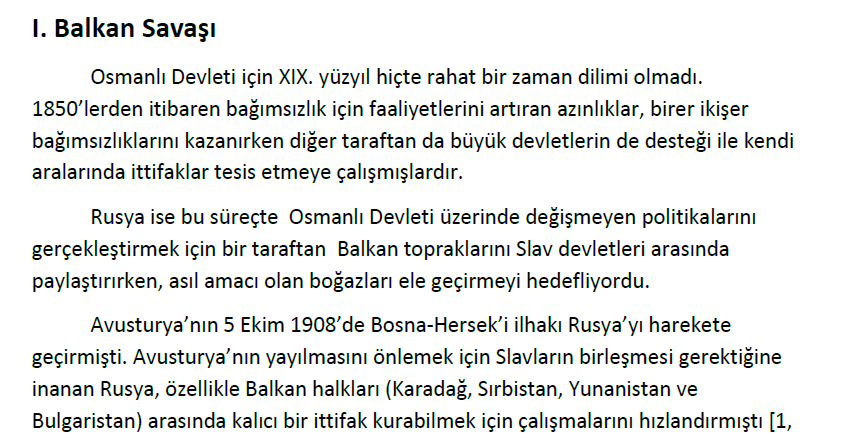 I. Balkan Savaşı
Osmanlı Devleti için XIX. yüzyıl hiçte rahat bir zaman dilimi olmadı.
1850’lerden itibaren bağımsızlık için faaliyetlerini artıran azınlıklar, birer ikişer
bağımsızlıklarını kazanırken diğer taraftan da büyük devletlerin de desteği ile kendi
aralarında ittifaklar tesis etmeye çalışmışlardır.
Rusya ise bu süreçte  Osmanlı Devleti üzerinde değişmeyen politikalarını
gerçekleştirmek için bir taraftan  Balkan topraklarını Slav devletleri arasında
paylaştırırken, asıl amacı olan boğazları ele geçirmeyi hedefliyordu.
Avusturya’nın 5 Ekim 1908’de Bosna-Hersek’i ilhakı Rusya’yı harekete
geçirmişti. Avusturya’nın yayılmasını önlemek için Slavların birleşmesi gerektiğine
inanan Rusya, özellikle Balkan halkları (Karadağ, Sırbistan, Yunanistan ve
Bulgaristan) arasında kalıcı bir ittifak kurabilmek için çalışmalarını hızlandırmıştı [1,